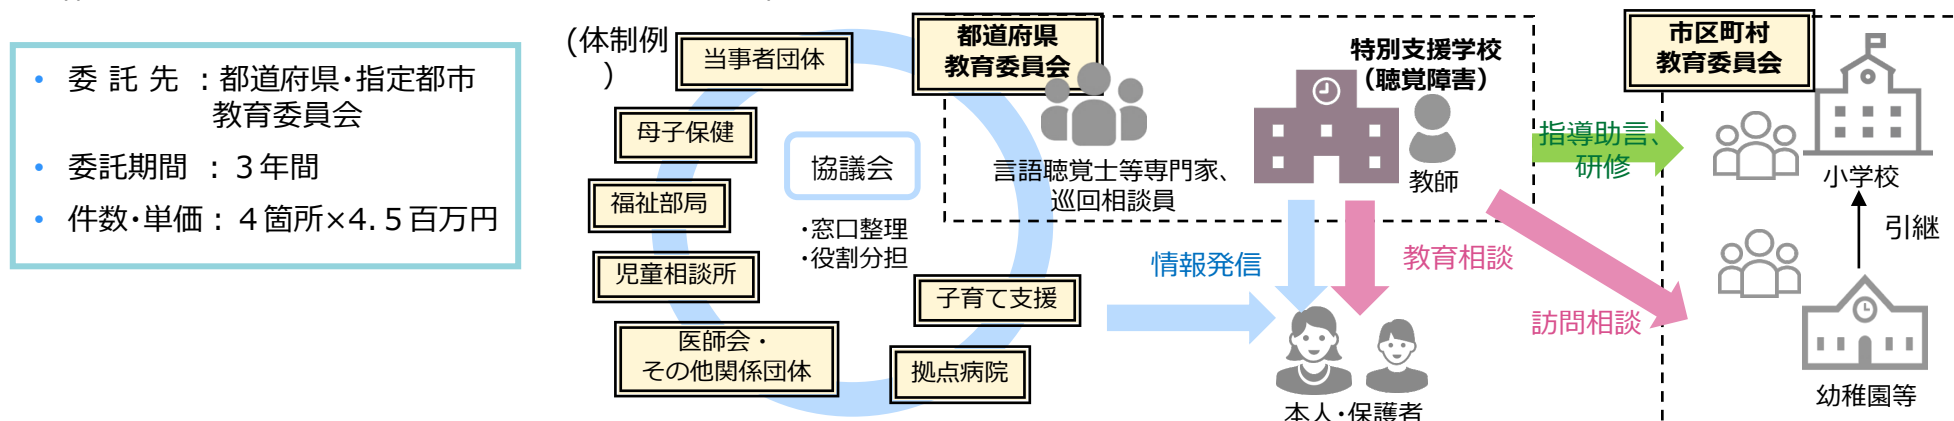 ・ 委 託 先 ：都道府県・指定都市
教育委員会
・ 委託期間 ：３年間
・ 件数・単価：４箇所×4.５百万円
(体制例
)
当事者団体
母子保健
福祉部局
児童相談所
医師会・
その他関係団体
拠点病院
子育て支援
協議会
・窓口整理
・役割分担
都道府県
教育委員会
言語聴覚士等専門家、
巡回相談員
特別支援学校
（聴覚障害）
教師
情報発信
教育相談
訪問相談
本人・保護者
指導助言、
研修
市区町村
教育委員会
小学校
引継
幼稚園等